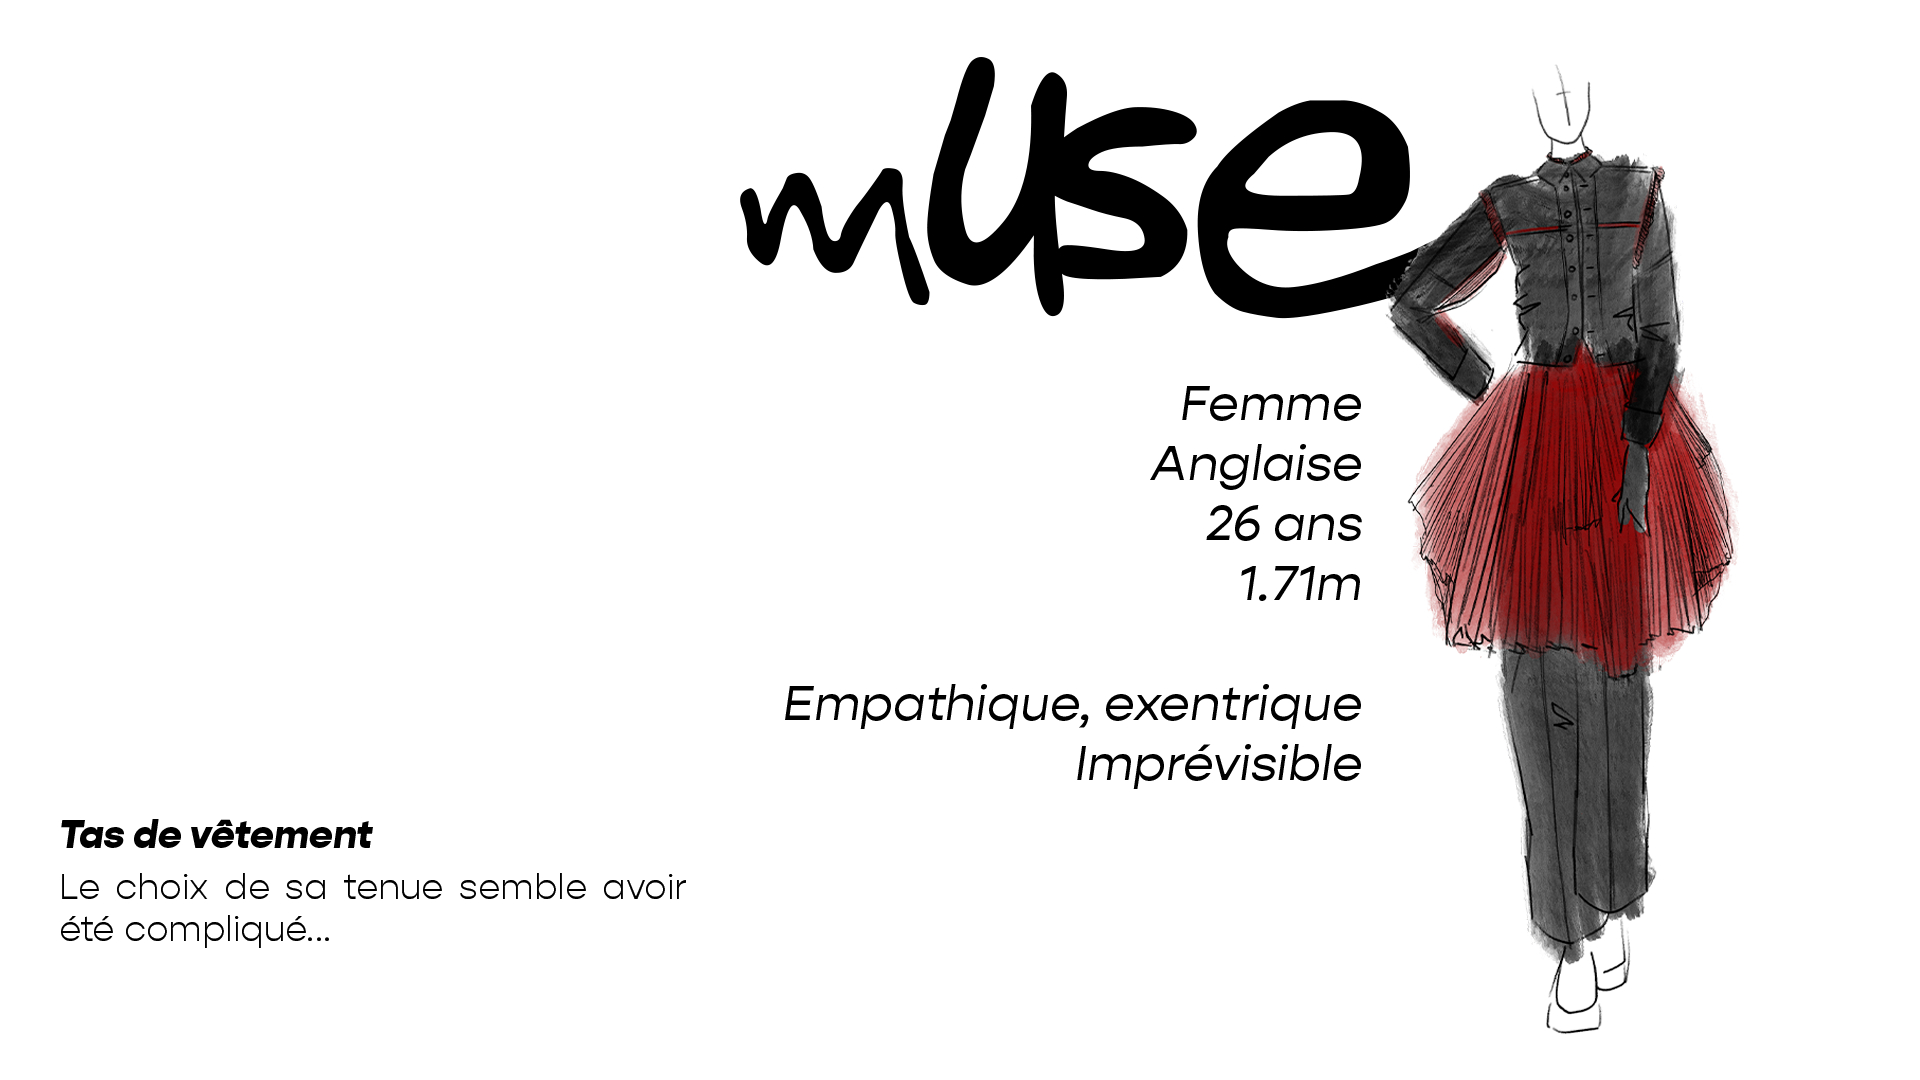 muse
Femme
Anglaise
26 ans
1.71m
Empathique, exentrique
Imprévisible
Tas de vêtement
Le choix de sa tenue semble avoir
été compliqué...